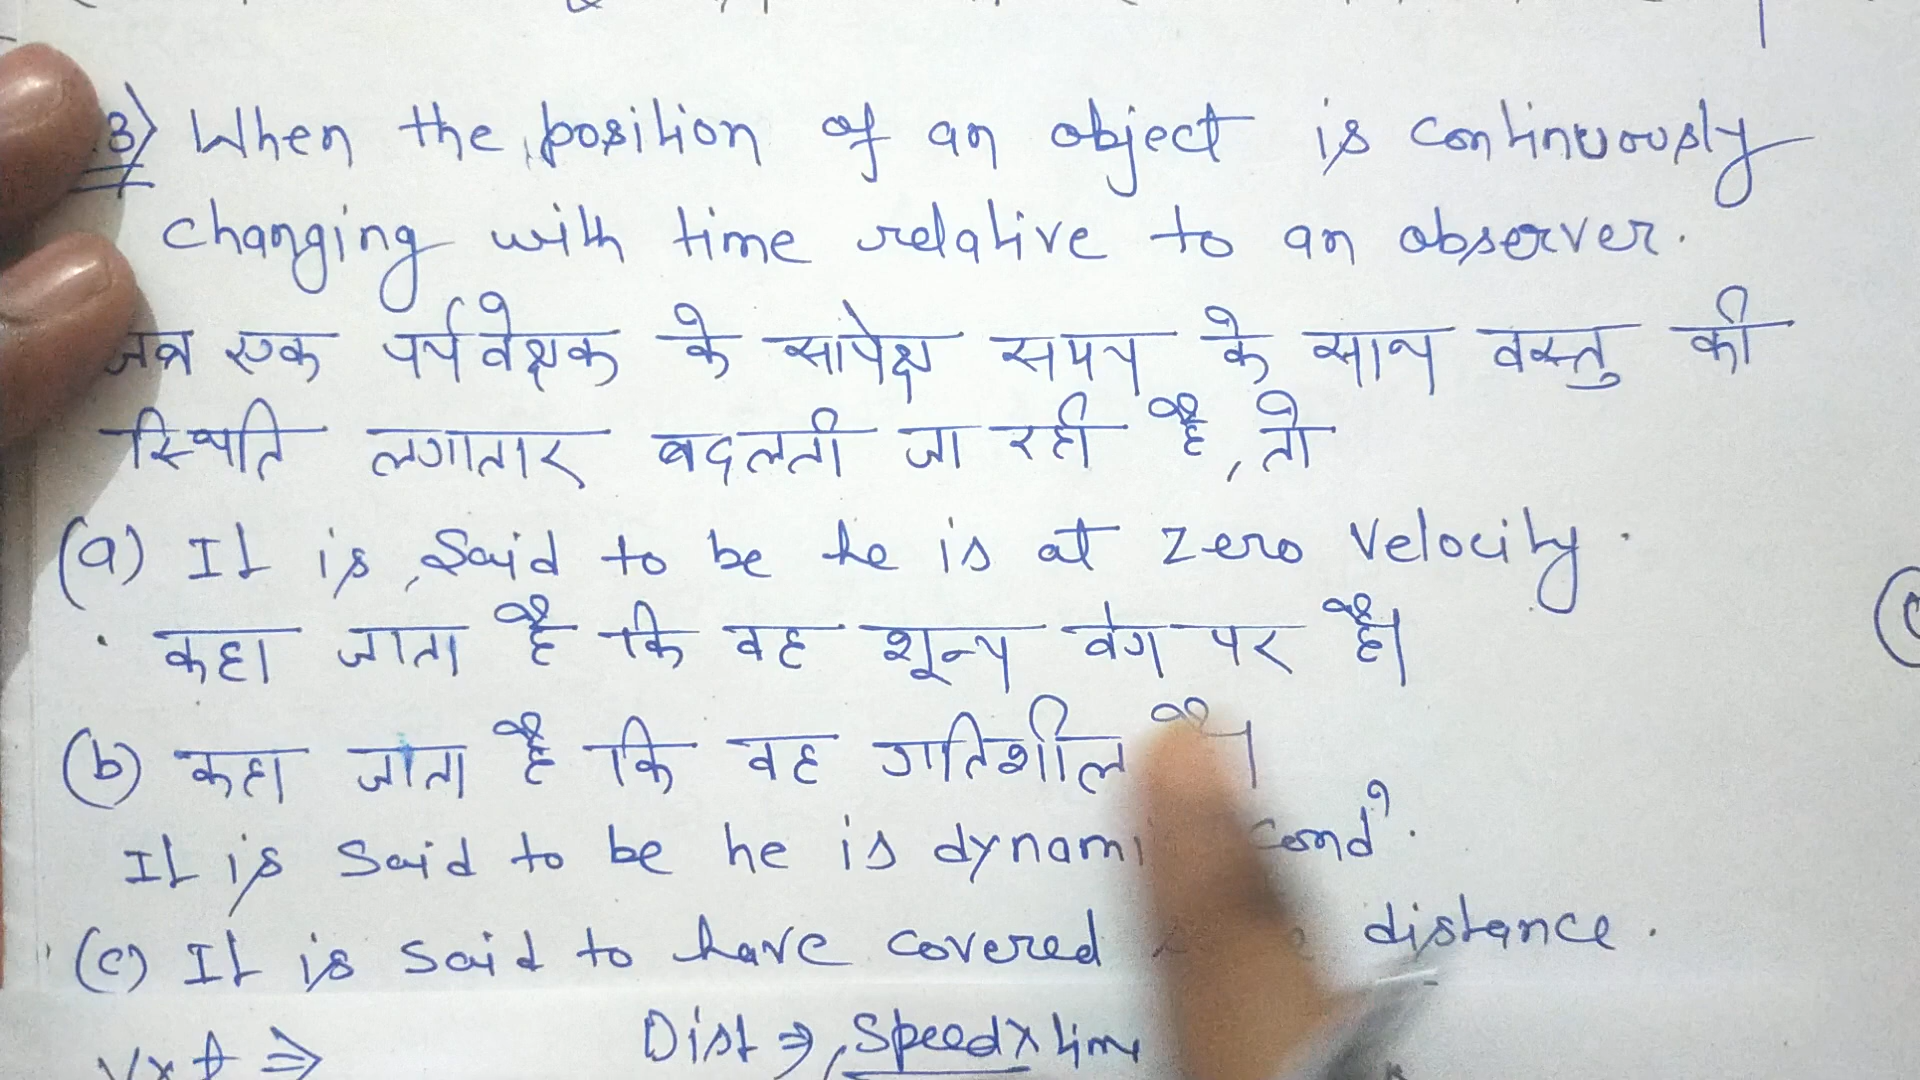 3) When the position of an object is continuously
changing with time relative to an observer.
जब एक पर्यवेक्षक के सापेक्ष समय के साथ वस्तु की
स्थिति लगातार बदलती जा रही है, तो
(a) It is said to be he is at zero velocity.
कहा जाता है कि वह शून्य वेग पर है।
(b) कहा जाता है कि वह गतिशील है।
It is said to be he is cond^n.
(c) It is said to have covered distance.
v x t ⇒ Dist ⇒ Speed x time